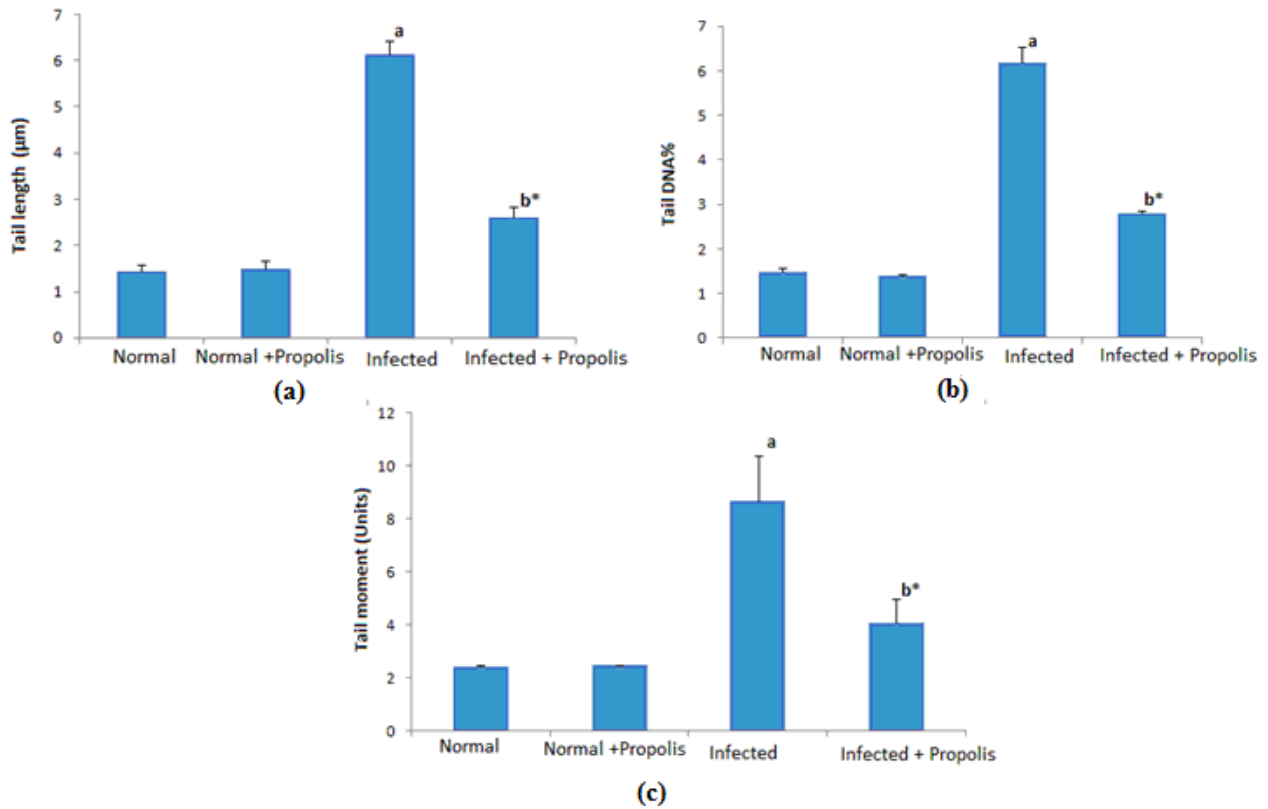 Tail length (µm)
7
6
5
4
3
2
1
0
a
b*
Normal
Normal +Propolis
Infected
Infected + Propolis
(a)
Tail DNA%
7
6
5
4
3
2
1
0
a
b*
Normal
Normal +Propolis
Infected
Infected + Propolis
(b)
Tail moment (Units)
12
10
8
6
4
2
0
a
b*
Normal
Normal +Propolis
Infected
Infected + Propolis
(c)